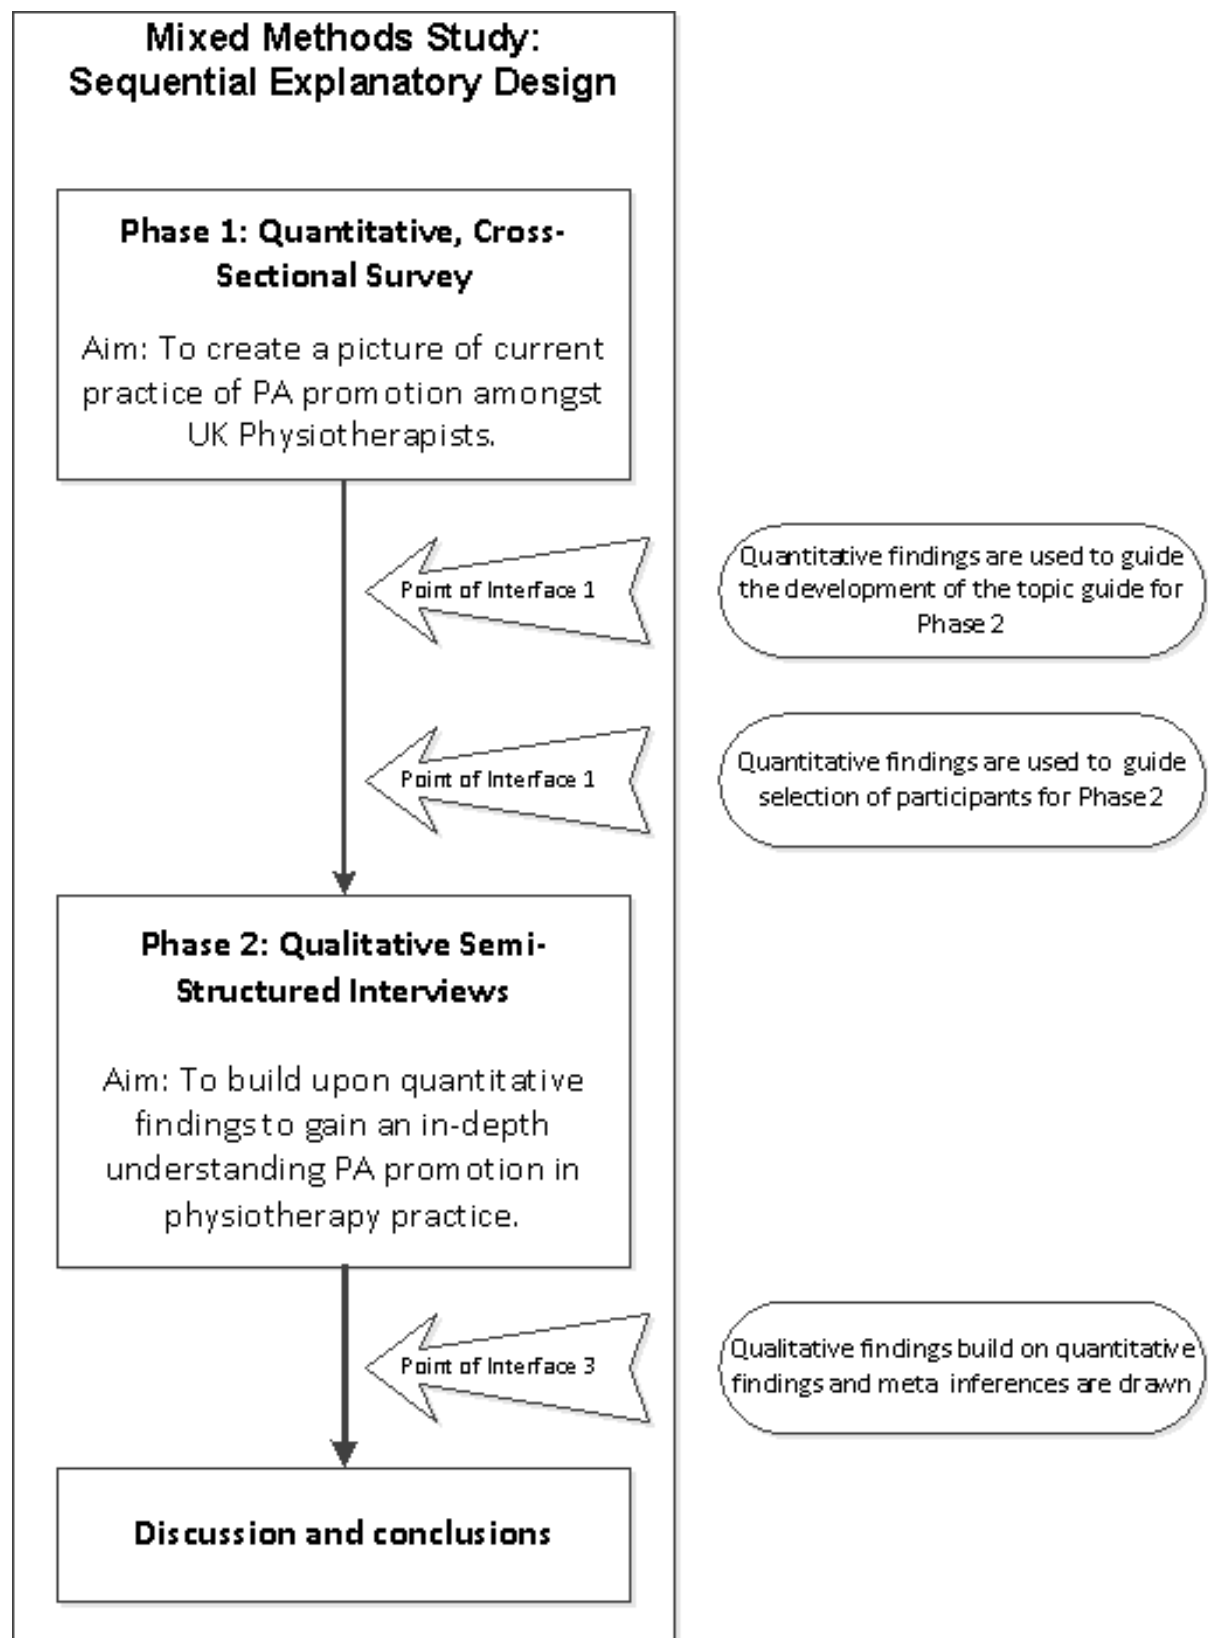 Mixed Methods Study:
Sequential Explanatory Design
Phase 1: Quantitative, Cross-
Sectional Survey
Aim: To create a picture of current
practice of PA promotion amongst
UK Physiotherapists.
Point of Interface 1
Quantitative findings are used to guide
the development of the topic guide for
Phase 2
Point of Interface 1
Quantitative findings are used to guide
selection of participants for Phase 2
Phase 2: Qualitative Semi-
Structured Interviews
Aim: To build upon quantitative
findings to gain an in-depth
understanding PA promotion in
physiotherapy practice.
Point of Interface 3
Qualitative findings build on quantitative
findings and meta inferences are drawn
Discussion and conclusions